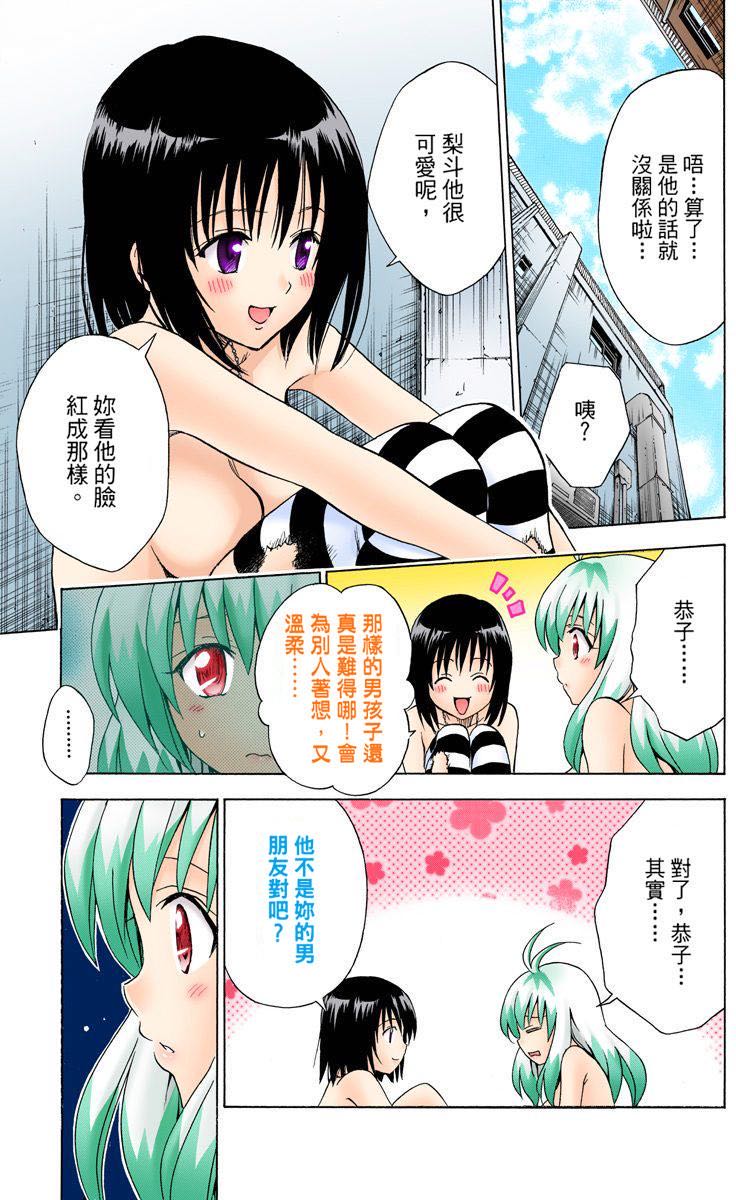 唔…算了…
是他的話就
沒關係啦…
咦?
梨斗他很
可愛呢，
妳看他的臉
紅成那樣。
恭子……
那樣的男孩子還
真是難得哪！會
為別人著想，又
溫柔……
………
對了，恭子…
其實……
他不是妳的男
朋友對吧？